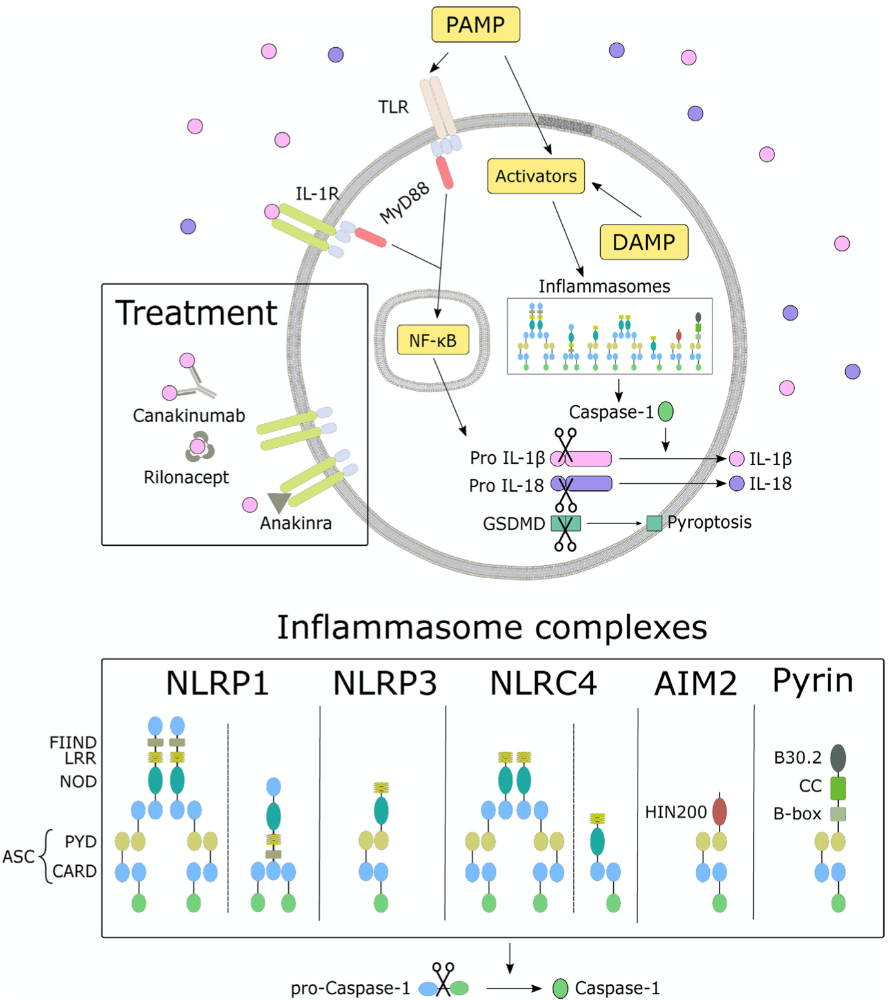 PAMP
TLR
IL-1R
MyD88
Activators
DAMP
Inflammasomes
Treatment
NF-κB
Canakinumab
Caspase-1
Rilonacept
Pro IL-1β
IL-1β
Pro IL-18
IL-18
Anakinra
GSDMD
Pyroptosis
Inflammasome complexes
NLRP1
NLRP3
NLRC4
AIM2
Pyrin
FIIND
LRR
NOD
B30.2
CC
HIN200
B-box
ASC
PYD
CARD
pro-Caspase-1
Caspase-1